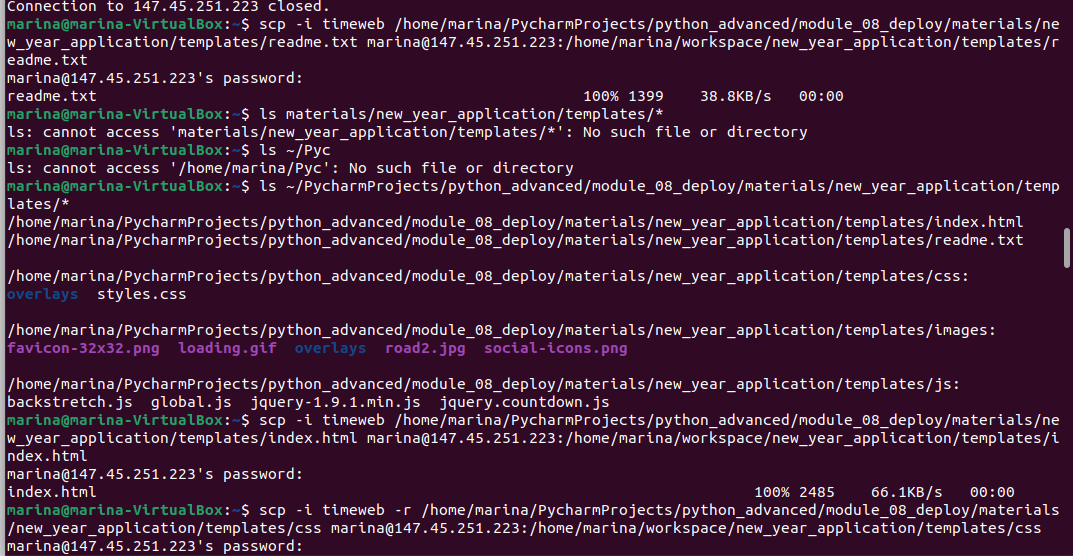 Connection to 147.45.251.223 closed.
marina@marina-VirtualBox:~$ scp -i timeweb /home/marina/PycharmProjects/python_advanced/module_08_deploy/materials/ne
w_year_application/templates/readme.txt marina@147.45.251.223:/home/marina/workspace/new_year_application/templates/r
eadme.txt
marina@147.45.251.223's password:
readme.txt 100% 1399 38.8KB/s 00:00
marina@marina-VirtualBox:~$ ls materials/new_year_application/templates/*
ls: cannot access 'materials/new_year_application/templates/*': No such file or directory
marina@marina-VirtualBox:~$ ls ~/Pyc
ls: cannot access '/home/marina/Pyc': No such file or directory
marina@marina-VirtualBox:~$ ls ~/PycharmProjects/python_advanced/module_08_deploy/materials/new_year_application/temp
lates/*
/home/marina/PycharmProjects/python_advanced/module_08_deploy/materials/new_year_application/templates/index.html
/home/marina/PycharmProjects/python_advanced/module_08_deploy/materials/new_year_application/templates/readme.txt
/home/marina/PycharmProjects/python_advanced/module_08_deploy/materials/new_year_application/templates/css:
overlays styles.css
/home/marina/PycharmProjects/python_advanced/module_08_deploy/materials/new_year_application/templates/images:
favicon-32x32.png loading.gif overlays road2.jpg social-icons.png
/home/marina/PycharmProjects/python_advanced/module_08_deploy/materials/new_year_application/templates/js:
backstretch.js global.js jquery-1.9.1.min.js jquery.countdown.js
marina@marina-VirtualBox:~$ scp -i timeweb /home/marina/PycharmProjects/python_advanced/module_08_deploy/materials/ne
w_year_application/templates/index.html marina@147.45.251.223:/home/marina/workspace/new_year_application/templates/i
ndex.html
marina@147.45.251.223's password:
index.html 100% 2485 66.1KB/s 00:00
marina@marina-VirtualBox:~$ scp -i timeweb -r /home/marina/PycharmProjects/python_advanced/module_08_deploy/materials
/new_year_application/templates/css marina@147.45.251.223:/home/marina/workspace/new_year_application/templates/css
marina@147.45.251.223's password: